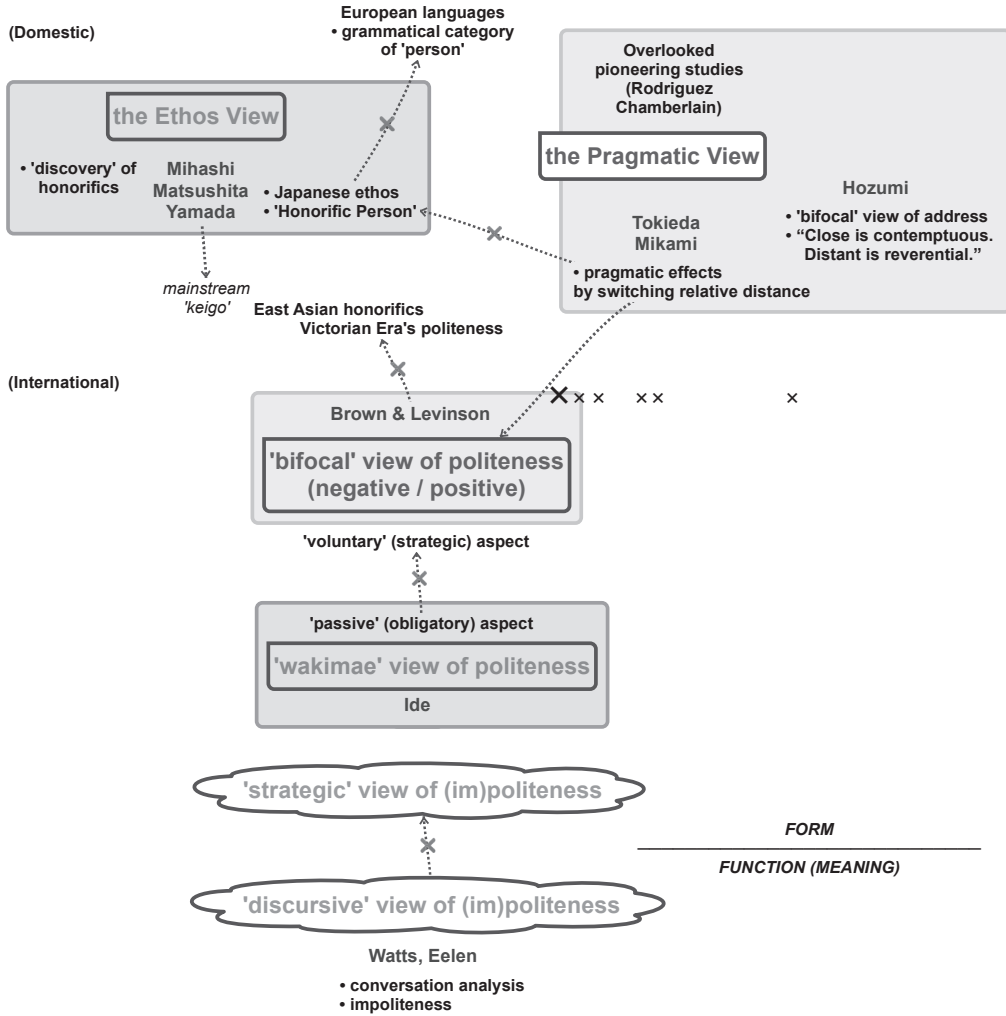 (Domestic)
European languages
• grammatical category
of 'person'
the Ethos View
• 'discovery' of
honorifics
Mihashi
Matsushita
Yamada
• Japanese ethos
• 'Honorific Person'
mainstream
'keigo'
Overlooked
pioneering studies
(Rodriguez
Chamberlain)
the Pragmatic View
Hozumi
• 'bifocal' view of address
• “Close is contemptuous.
Distant is reverential.”
Tokieda
Mikami
• pragmatic effects
by switching relative distance
East Asian honorifics
Victorian Era's politeness
(International)
Brown & Levinson
'bifocal' view of politeness
(negative / positive)
'voluntary' (strategic) aspect
'passive' (obligatory) aspect
'wakimae' view of politeness
Ide
'strategic' view of (im)politeness
FORM
FUNCTION (MEANING)
'discursive' view of (im)politeness
Watts, Eelen
• conversation analysis
• impoliteness